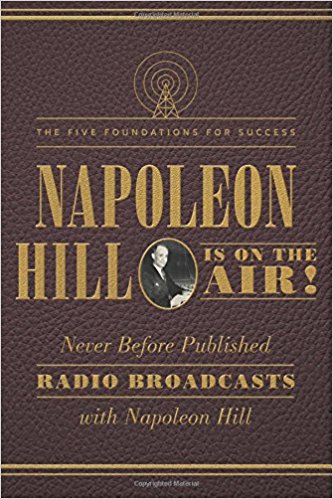 THE FIVE FOUNDATIONS FOR SUCCESS
NAPOLEON
HILL
IS ON THE
AIR!
Never Before Published
RADIO BROADCASTS
with Napoleon Hill